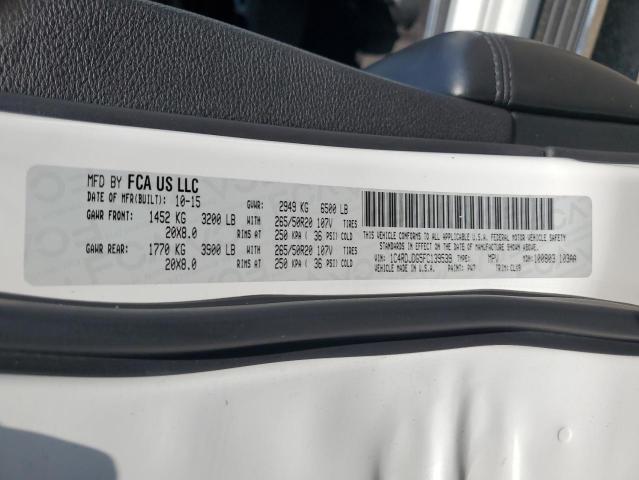 MFD BY FCA US LLC
DATE OF MFR(BUILT): 10-15 GVWR: 2949 KG 6500 LB
GAWR FRONT: 1452 KG 3200 LB WITH 265/50R20 107V
20X8.0 RIMS AT 250 KPA ( 36 PSI) COLD
GAWR REAR: 1770 KG 3900 LB WITH 265/50R20 107V
20X8.0 RIMS AT 250 KPA ( 36 PSI) COLD
THIS VEHICLE CONFORMS TO ALL APPLICABLE U.S.A. FEDERAL MOTOR VEHICLE SAFETY
STANDARDS IN EFFECT ON THE DATE OF MANUFACTURE SHOWN ABOVE.
VIN: 1C4RDJDG5FC139539 TYPE: MPV MDH: 100803 103AA
VEHICLE MADE IN U.S.A. PAINT: PW7 TRIM: